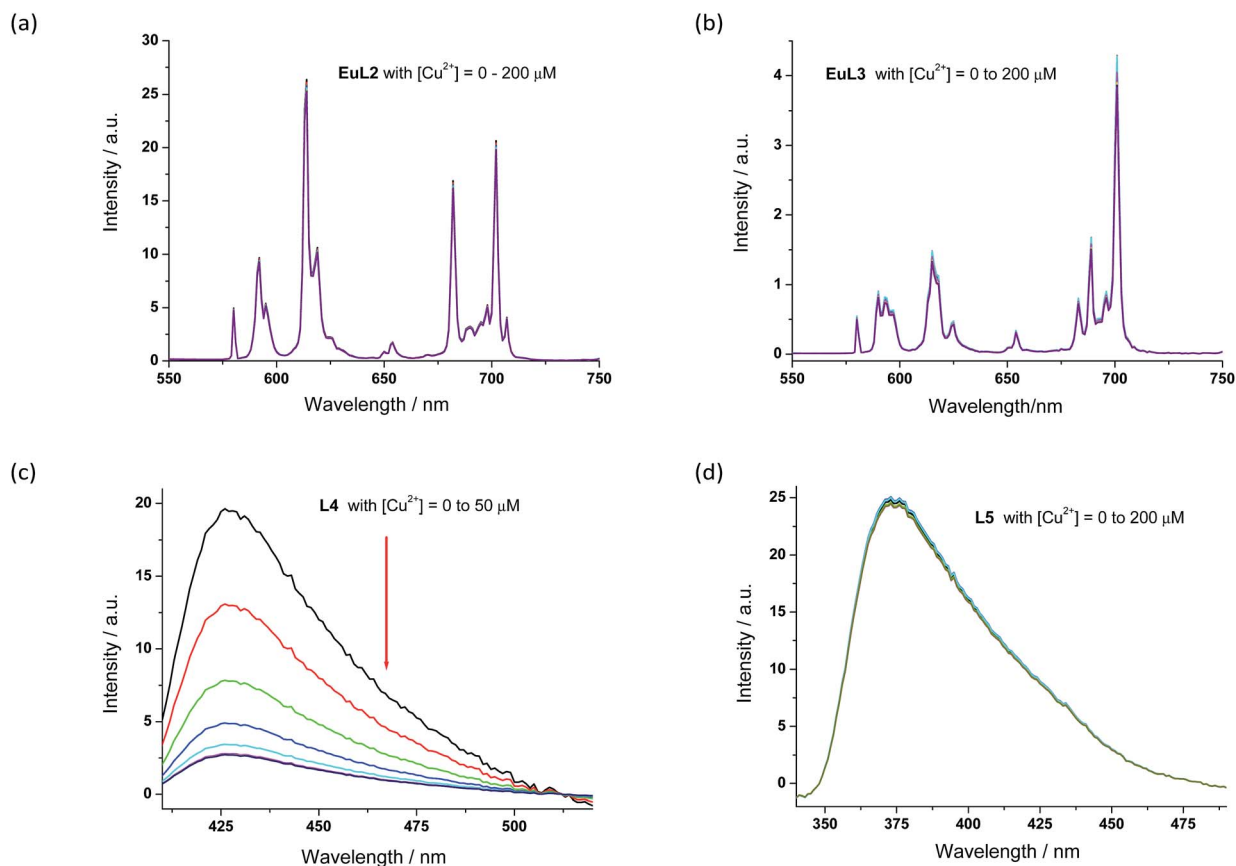 (a)
30
25
20
15
10
5
0
Intensity / a.u.
EuL2 with [Cu²⁺] = 0 - 200 μM
550 600 650 700 750
Wavelength / nm
(b)
4
3
2
1
0
Intensity / a.u.
EuL3 with [Cu²⁺] = 0 to 200 μM
550 600 650 700 750
Wavelength/nm
(c)
20
15
10
5
0
Intensity / a.u.
L4 with [Cu²⁺] = 0 to 50 μM
425 450 475 500
Wavelength / nm
(d)
25
20
15
10
5
0
Intensity / a.u.
L5 with [Cu²⁺] = 0 to 200 μM
350 375 400 425 450 475
Wavelength / nm